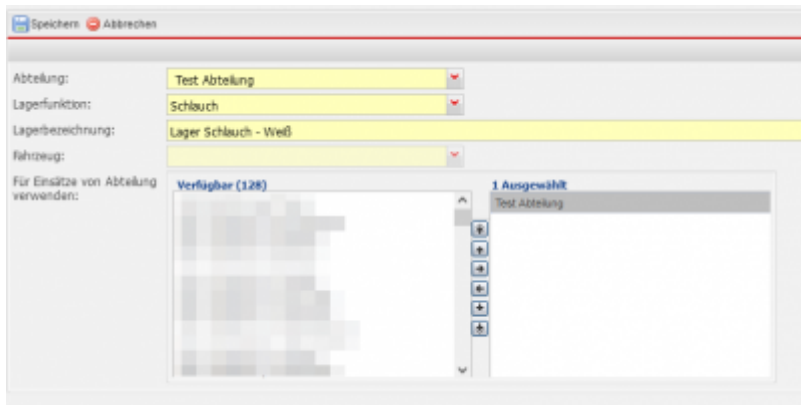 Speichern Abbrechen
Abteilung: Test Abteilung
Lagerfunktion: Schlauch
Lagerbezeichnung: Lager Schlauch - Weiß
Fahrzeug:
Für Einsätze von Abteilung
verwenden:
Verfügbar (128) 1 Ausgewählt
Test Abteilung